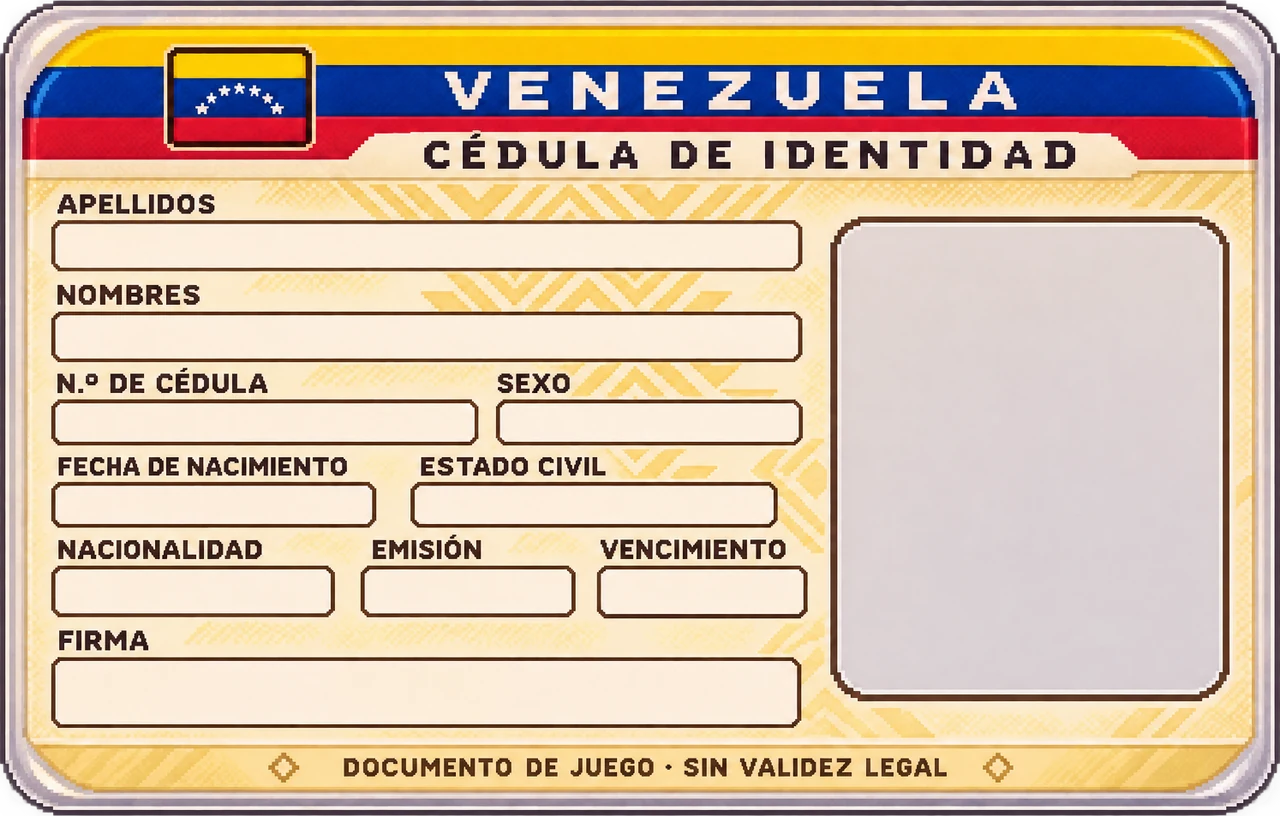 VENEZUELA
CÉDULA DE IDENTIDAD
APELLIDOS
NOMBRES
N.º DE CÉDULA SEXO
FECHA DE NACIMIENTO ESTADO CIVIL
NACIONALIDAD EMISIÓN VENCIMIENTO
FIRMA
DOCUMENTO DE JUEGO · SIN VALIDEZ LEGAL